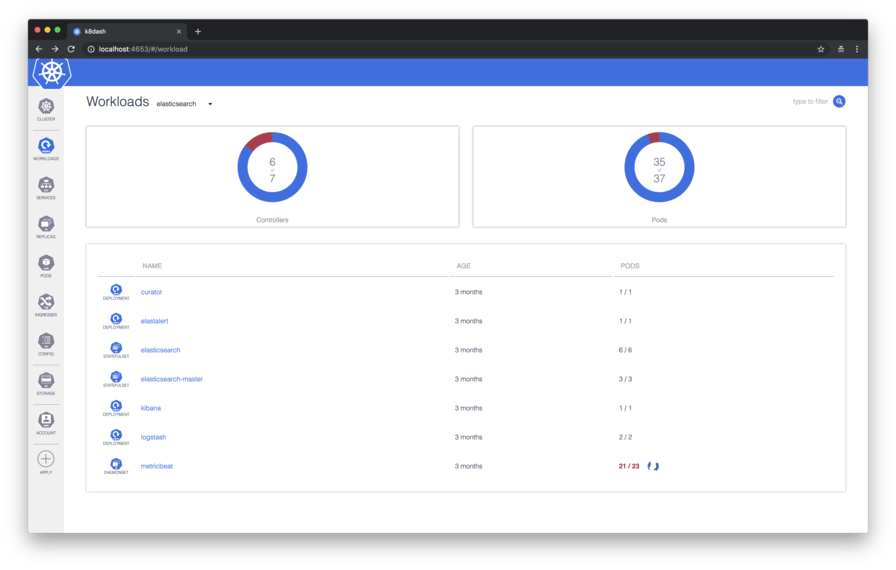 k8dash
localhost:4653/#/workload
Workloads elasticsearch
type to filter
CLUSTER
WORKLOADS
SERVICES
REPLICAS
PODS
INGRESSES
CONFIG
STORAGE
ACCOUNT
APPLY
6
of
7
Controllers
35
of
37
Pods
NAME AGE PODS
DEPLOYMENT curator 3 months 1 / 1
DEPLOYMENT elastalert 3 months 1 / 1
STATEFULSET elasticsearch 3 months 6 / 6
STATEFULSET elasticsearch-master 3 months 3 / 3
DEPLOYMENT kibana 3 months 1 / 1
DEPLOYMENT logstash 3 months 2 / 2
DAEMONSET metricbeat 3 months 21 / 23